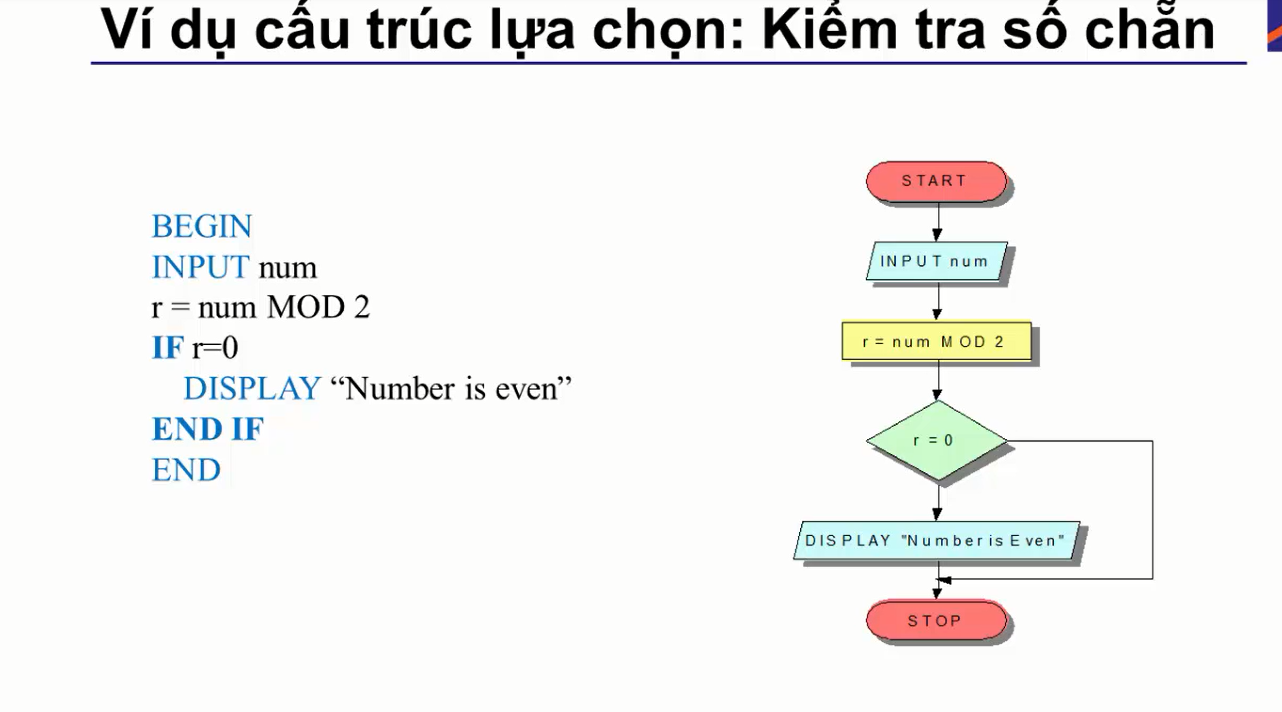 Ví dụ cấu trúc lựa chọn: Kiểm tra số chẵn
BEGIN
INPUT num
r = num MOD 2
IF r=0
DISPLAY “Number is even”
END IF
END
START
INPUT num
r = num MOD 2
r = 0
DISPLAY "Number is Even"
STOP